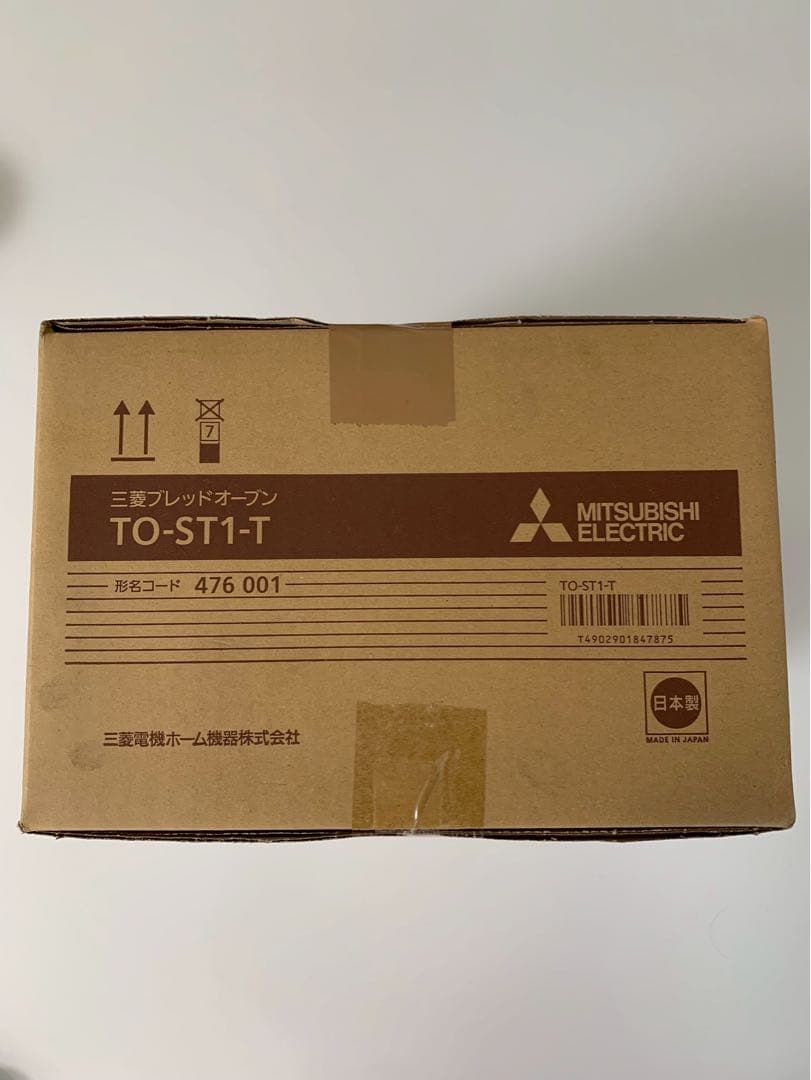 7
三菱ブレッドオーブン
TO-ST1-T
MITSUBISHI
ELECTRIC
形名コード 476 001
TO-ST1-T
T4902901847875
日本製
MADE IN JAPAN
三菱電機ホーム機器株式会社